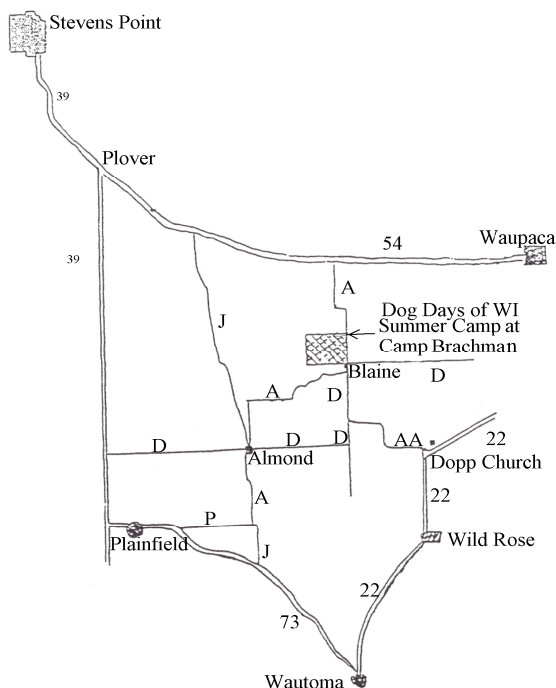 Stevens Point
39
Plover
39
54
Waupaca
A
J
Dog Days of WI
Summer Camp at
Camp Brachman
Blaine
D
A
D
D
D
D
AA
22
Almond
Dopp Church
A
22
P
Plainfield
J
Wild Rose
22
73
Wautoma